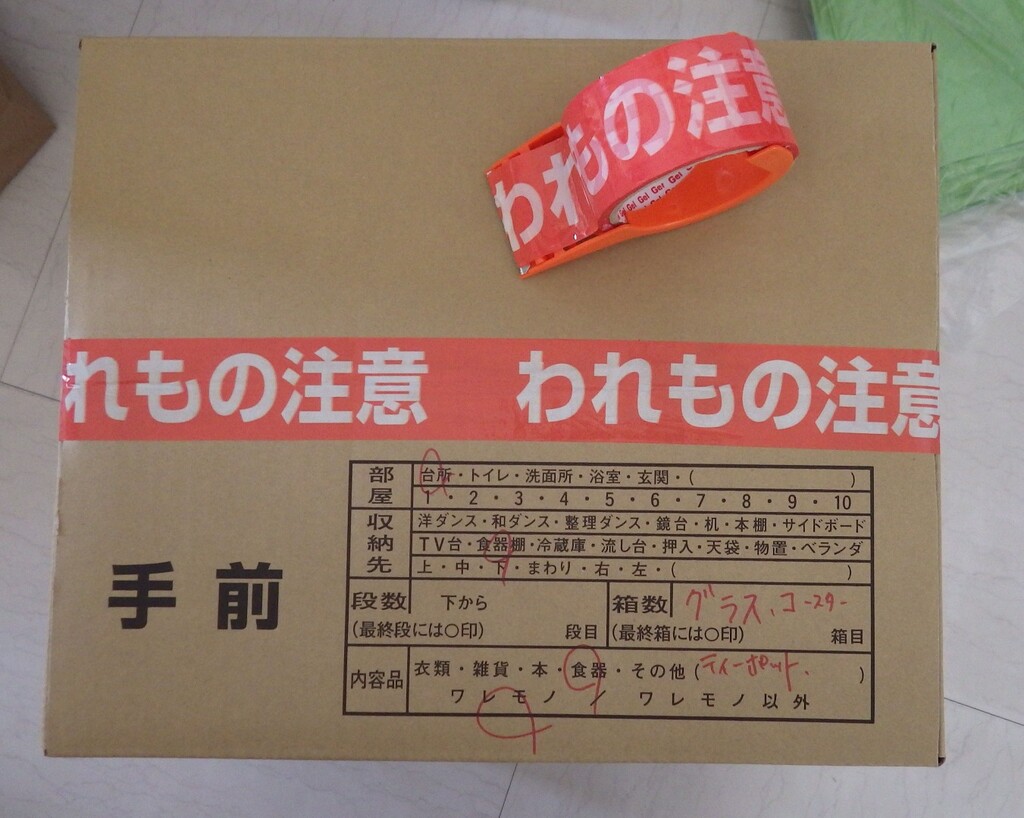 われもの注意
Gel Gel Gel Gel
れもの注意 われもの注意
手前
部屋 台所・トイレ・洗面所・浴室・玄関・( )
1・2・3・4・5・6・7・8・9・10
収納先 洋ダンス・和ダンス・整理ダンス・鏡台・机・本棚・サイドボード
TV台・食器棚・冷蔵庫・流し台・押入・天袋・物置・ベランダ
上・中・下・まわり・右・左・( )
段数 下から 段目
(最終段には○印)
箱数 グラス、コースター 箱目
(最終箱には○印)
内容品 衣類・雑貨・本・食器・その他(ティーポット. )
ワレモノ / ワレモノ以外